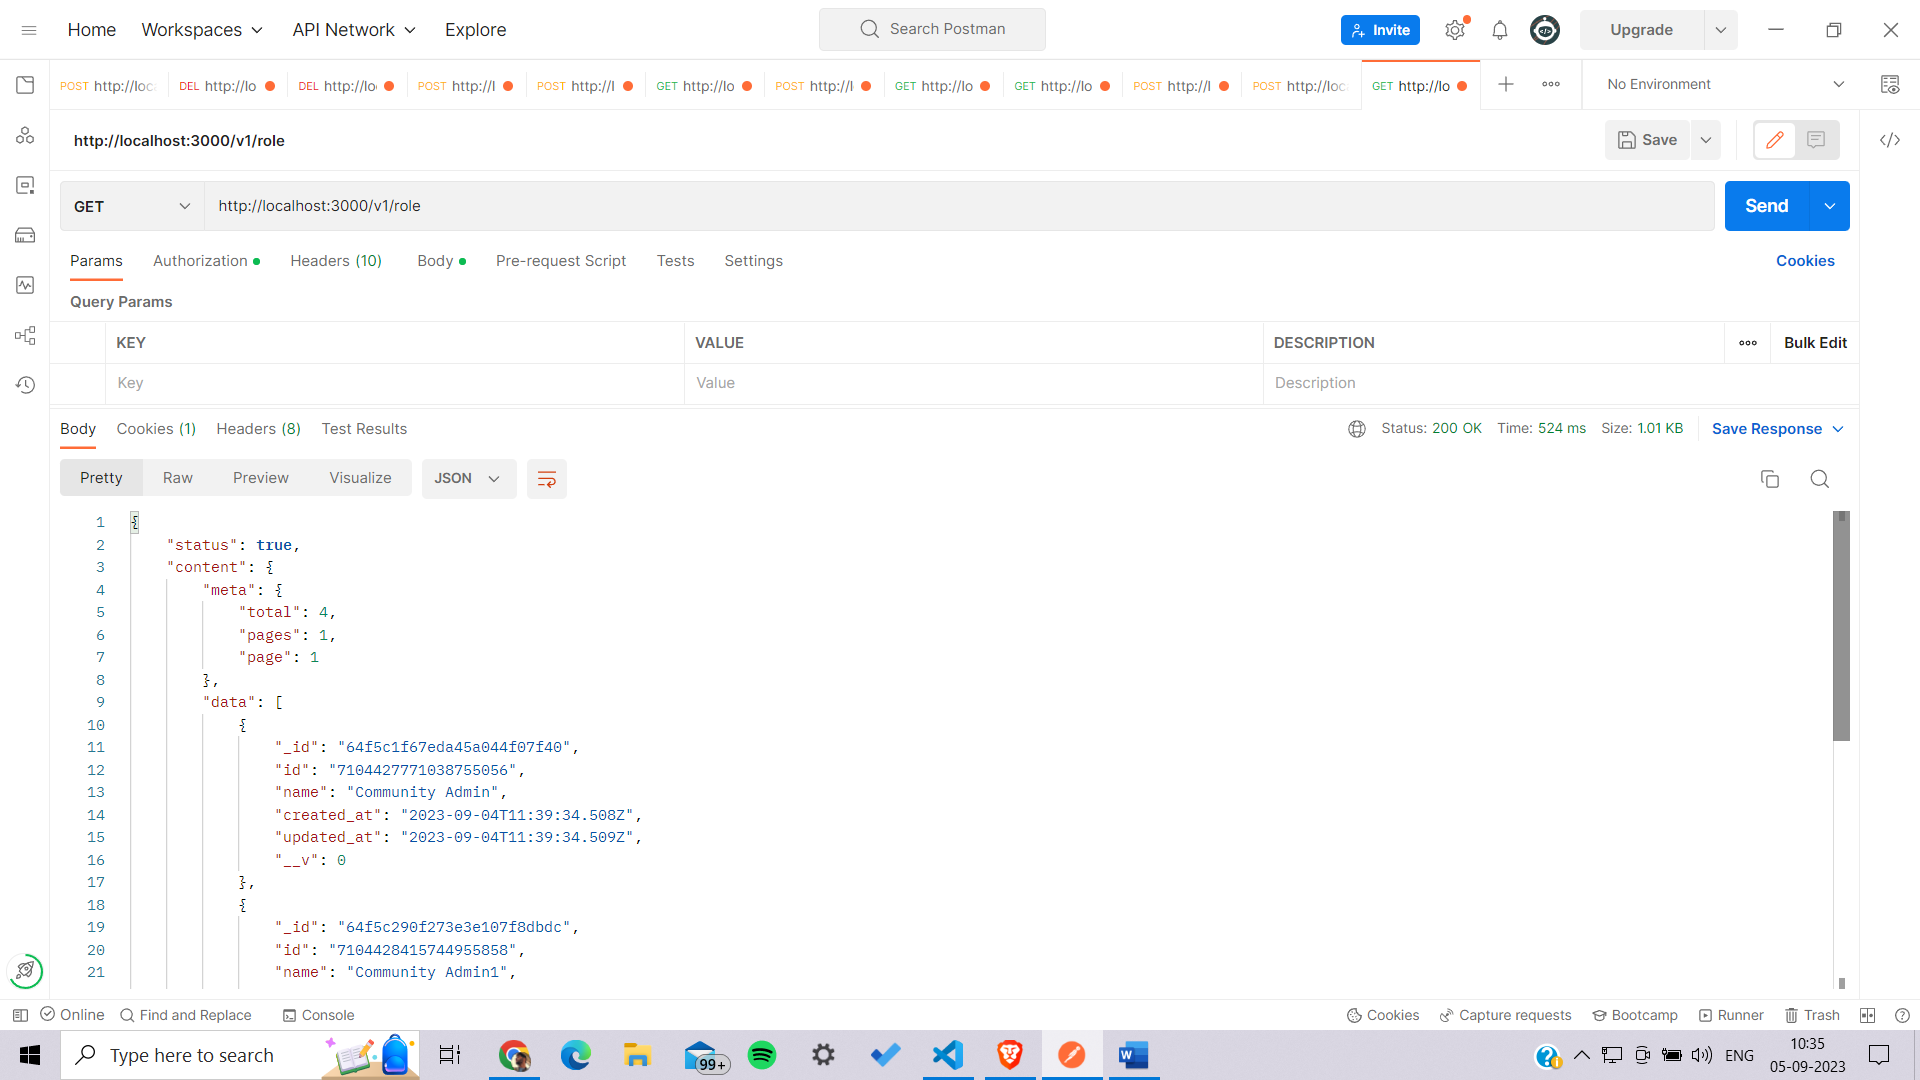 Home Workspaces API Network Explore Search Postman Invite Upgrade
POST http://loc DEL http://lo DEL http://lo POST http://l POST http://l GET http://lo POST http://l GET http://lo GET http://lo POST http://l POST http://loc GET http://lo No Environment
http://localhost:3000/v1/role Save
GET http://localhost:3000/v1/role Send
Params Authorization Headers (10) Body Pre-request Script Tests Settings Cookies
Query Params
KEY VALUE DESCRIPTION Bulk Edit
Key Value Description
Body Cookies (1) Headers (8) Test Results Status: 200 OK Time: 524 ms Size: 1.01 KB Save Response
Pretty Raw Preview Visualize JSON
1 {
2 "status": true,
3 "content": {
4 "meta": {
5 "total": 4,
6 "pages": 1,
7 "page": 1
8 },
9 "data": [
10 {
11 "_id": "64f5c1f67eda45a044f07f40",
12 "id": "7104427771038755056",
13 "name": "Community Admin",
14 "created_at": "2023-09-04T11:39:34.508Z",
15 "updated_at": "2023-09-04T11:39:34.509Z",
16 "__v": 0
17 },
18 {
19 "_id": "64f5c290f273e3e107f8dbdc",
20 "id": "7104428415744955858",
21 "name": "Community Admin1",
Online Find and Replace Console Cookies Capture requests Bootcamp Runner Trash
Type here to search 99+ ENG 10:35
05-09-2023